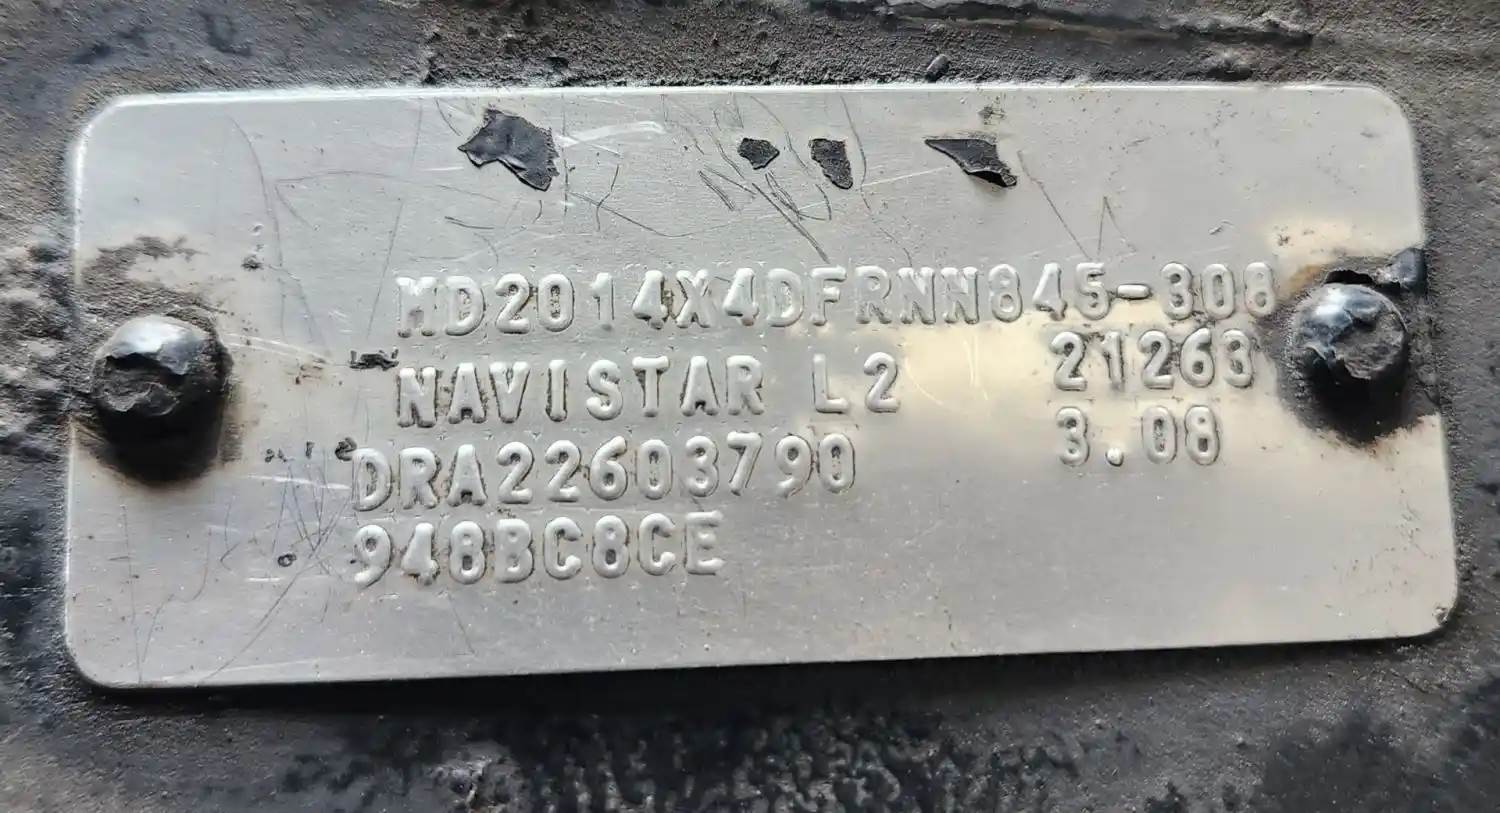 MD2014X4DFRNN845-308
NAVISTAR L2 21263
DRA22603790 3.08
948BC8CE